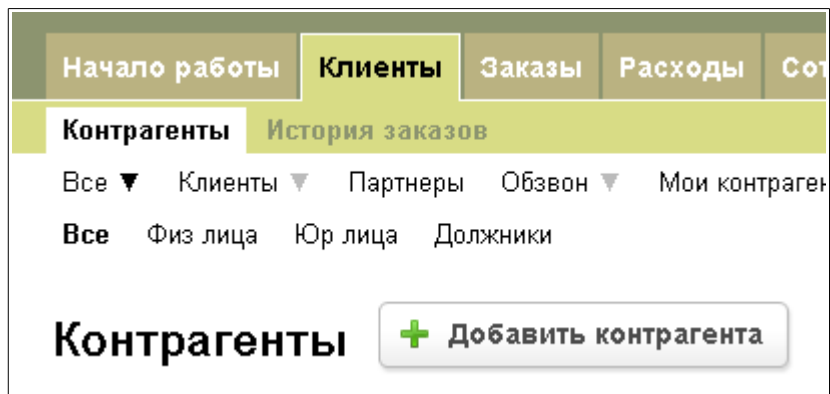 Начало работы Клиенты Заказы Расходы
Контрагенты История заказов
Все ▼ Клиенты ▼ Партнеры Обзвон ▼ Мои
Все Физ лица Юр лица Должники
Контрагенты Добавить контрагента